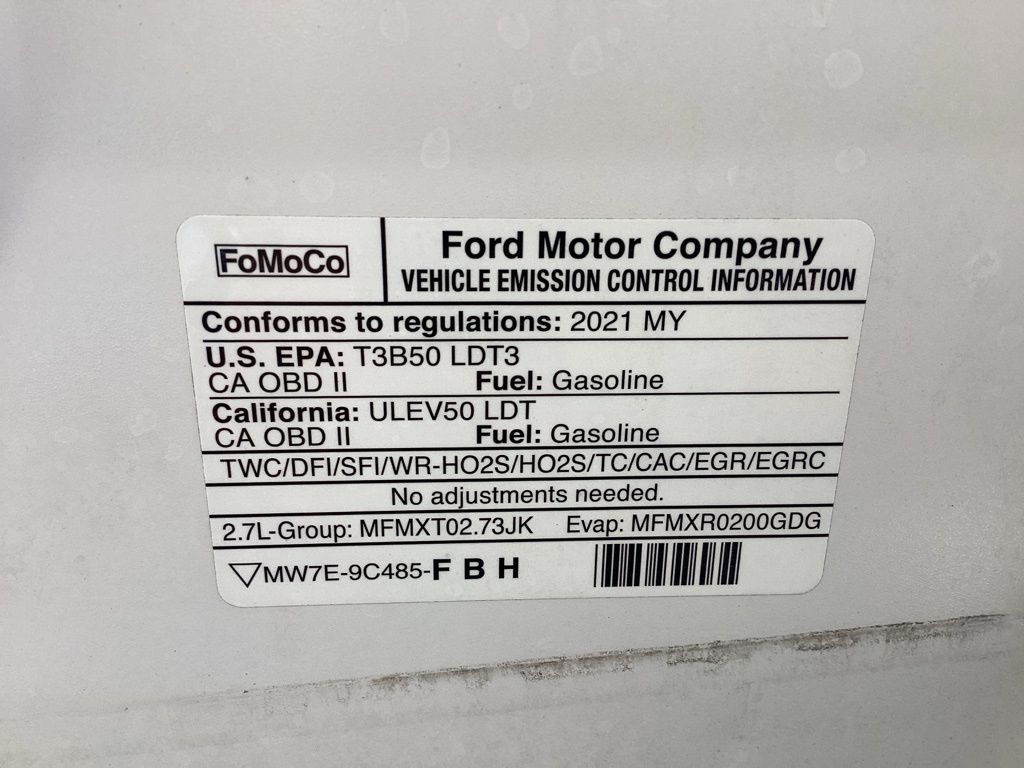 FoMoCo
Ford Motor Company
VEHICLE EMISSION CONTROL INFORMATION
Conforms to regulations: 2021 MY
U.S. EPA: T3B50 LDT3
CA OBD II Fuel: Gasoline
California: ULEV50 LDT
CA OBD II Fuel: Gasoline
TWC/DFI/SFI/WR-HO2S/HO2S/TC/CAC/EGR/EGRC
No adjustments needed.
2.7L-Group: MFMXT02.73JK Evap: MFMXR0200GDG
MW7E-9C485-F B H